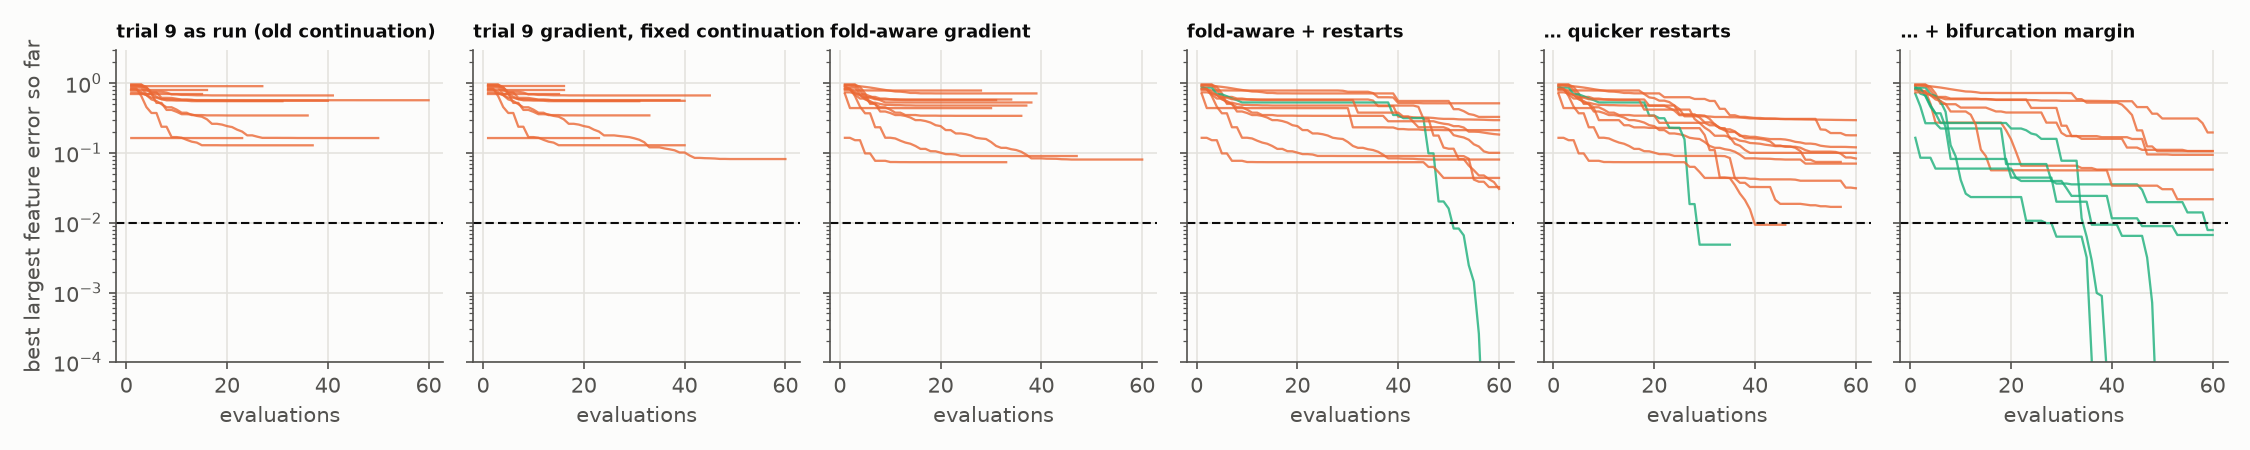 trial 9 as run (old continuation)
trial 9 gradient, fixed continuation
fold-aware gradient
fold-aware + restarts
... quicker restarts
... + bifurcation margin
best largest feature error so far
10⁰
10⁻¹
10⁻²
10⁻³
10⁻⁴
0 20 40 60
0 20 40 60
0 20 40 60
0 20 40 60
0 20 40 60
0 20 40 60
evaluations
evaluations
evaluations
evaluations
evaluations
evaluations